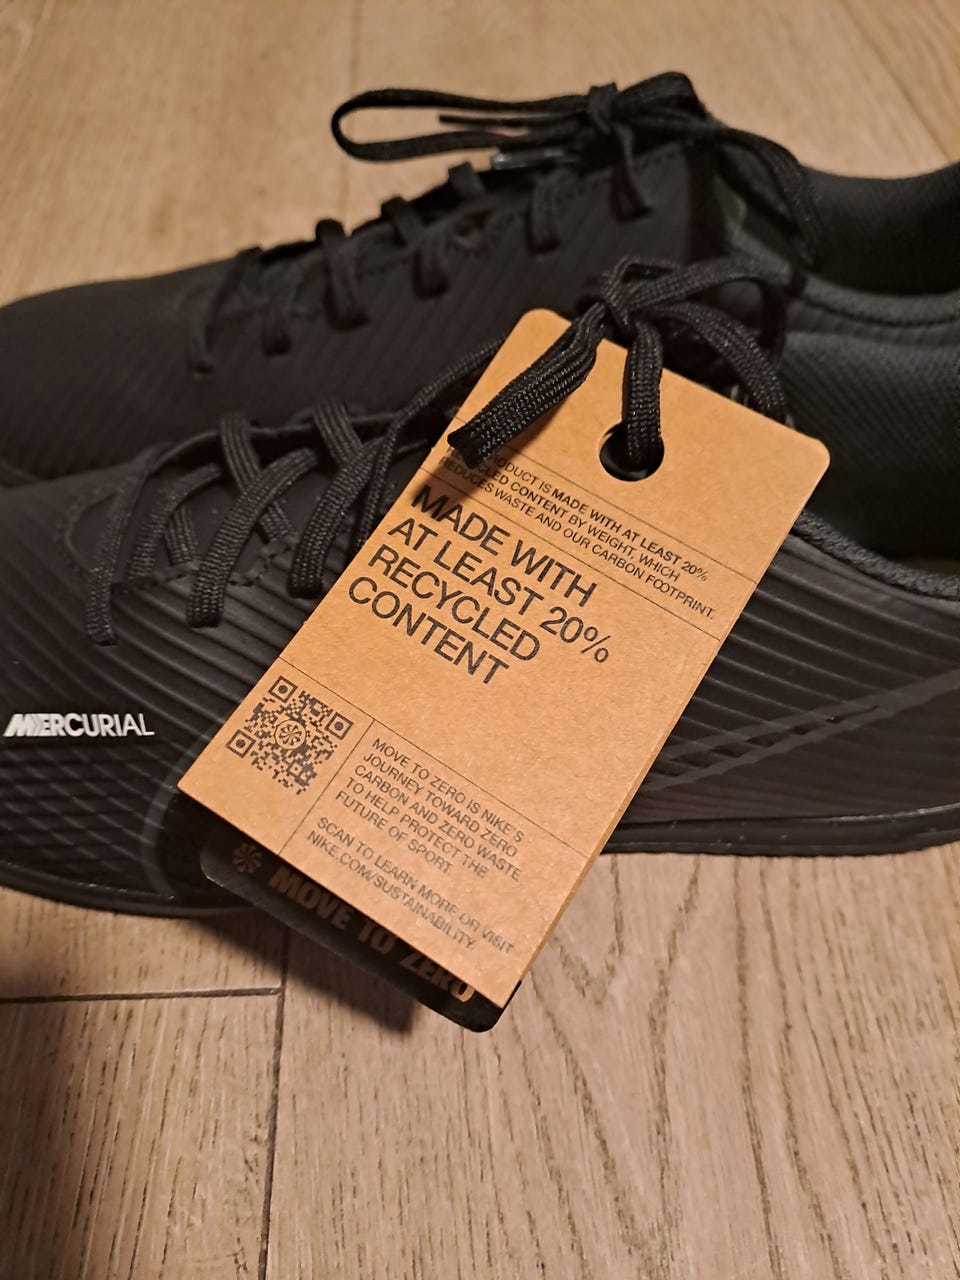 PRODUCT IS MADE WITH AT LEAST 20%
RECYCLED CONTENT BY WEIGHT, WHICH
REDUCES WASTE AND OUR CARBON FOOTPRINT.
MADE WITH
AT LEAST 20%
RECYCLED
CONTENT
MERCURIAL
MOVE TO ZERO IS NIKE'S
JOURNEY TOWARD ZERO
CARBON AND ZERO WASTE
TO HELP PROTECT THE
FUTURE OF SPORT.
SCAN TO LEARN MORE OR VISIT
NIKE.COM/SUSTAINABILITY.
MOVE TO ZERO